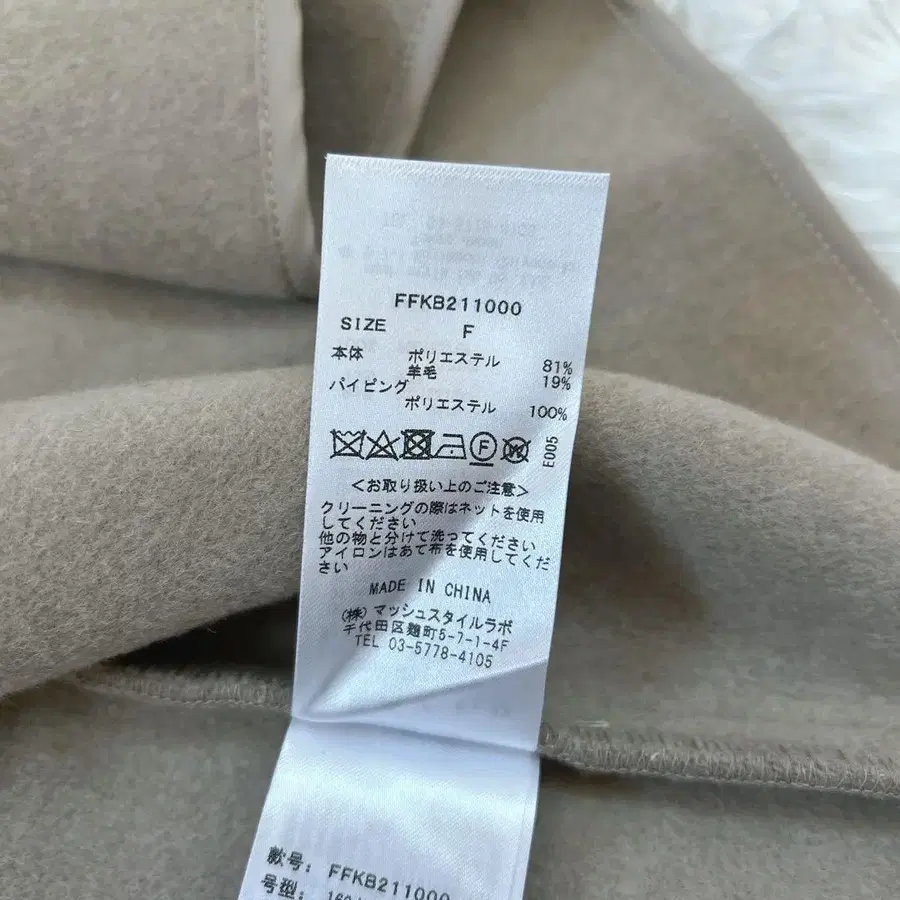 FFKB211000
SIZE F
本体 ポリエステル 81%
羊毛 19%
パイピング
ポリエステル 100%
F W E005
<お取り扱い上のご注意>
クリーニングの際はネットを使用
してください
他の物と分けて洗ってください
アイロンはあて布を使用してくだ
さい
MADE IN CHINA
(株)マッシュスタイルラボ
千代田区麹町5-7-1-4F
TEL 03-5778-4105
款号: FFKB211000
号型: